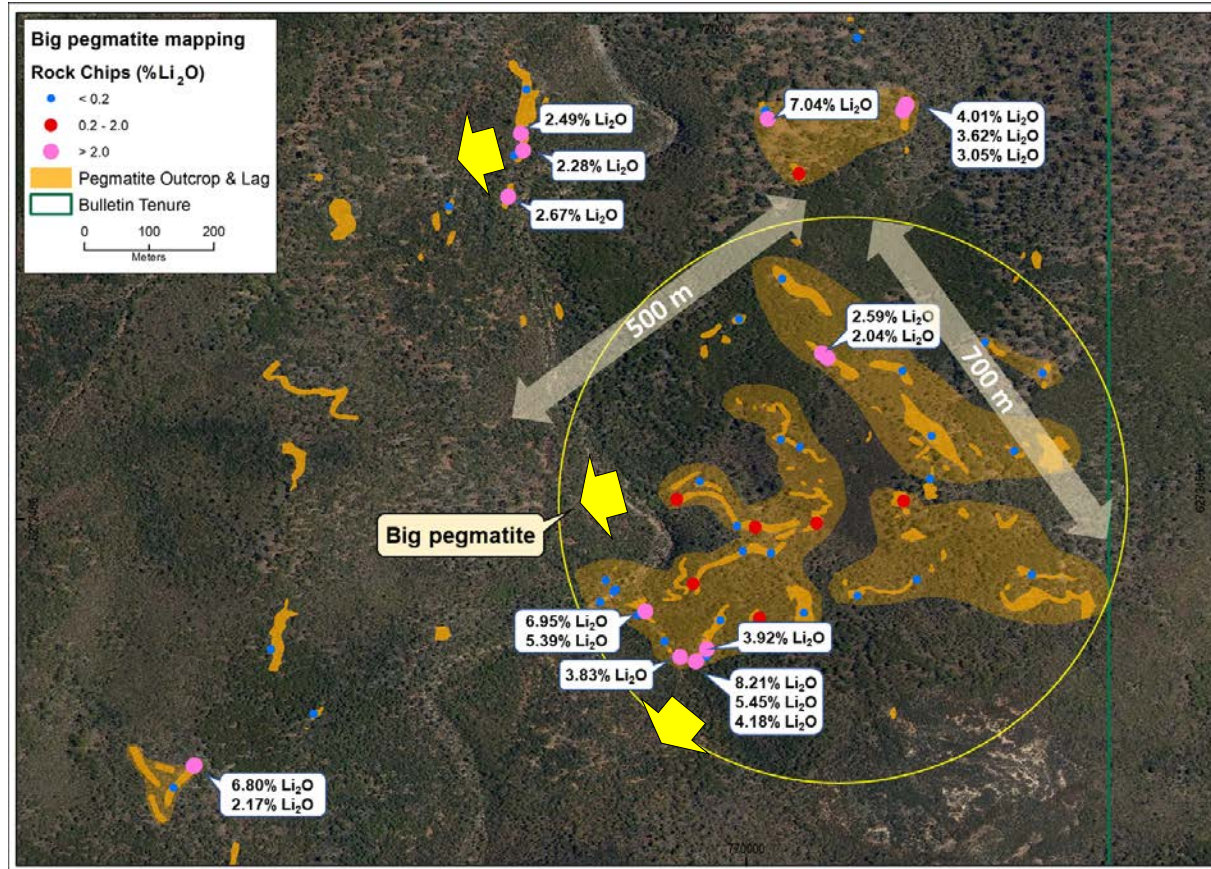 Big pegmatite mapping
Rock Chips (%Li₂O)
< 0.2
0.2 - 2.0
> 2.0
Pegmatite Outcrop & Lag
Bulletin Tenure
0 100 200
Meters
770000
2.49% Li₂O
2.28% Li₂O
2.67% Li₂O
7.04% Li₂O
4.01% Li₂O
3.62% Li₂O
3.05% Li₂O
500 m
2.59% Li₂O
2.04% Li₂O
700 m
Big pegmatite
6.95% Li₂O
5.39% Li₂O
3.92% Li₂O
3.83% Li₂O
8.21% Li₂O
5.45% Li₂O
4.18% Li₂O
6.80% Li₂O
2.17% Li₂O
770000